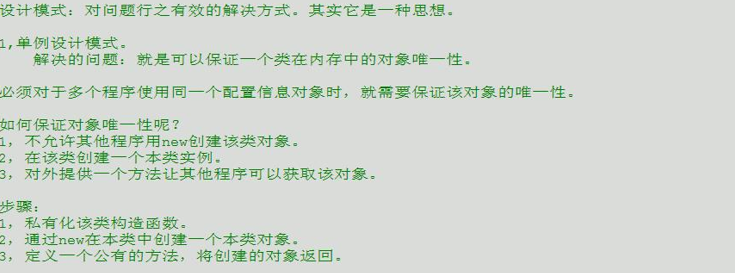 设计模式：对问题行之有效的解决方式。其实它是一种思想。
1,单例设计模式。
解决的问题：就是可以保证一个类在内存中的对象唯一性。
必须对于多个程序使用同一个配置信息对象时，就需要保证该对象的唯一性。
如何保证对象唯一性呢？
1，不允许其他程序用new创建该类对象。
2，在该类创建一个本类实例。
3，对外提供一个方法让其他程序可以获取该对象。
步骤：
1，私有化该类构造函数。
2，通过new在本类中创建一个本类对象。
3，定义一个公有的方法，将创建的对象返回。